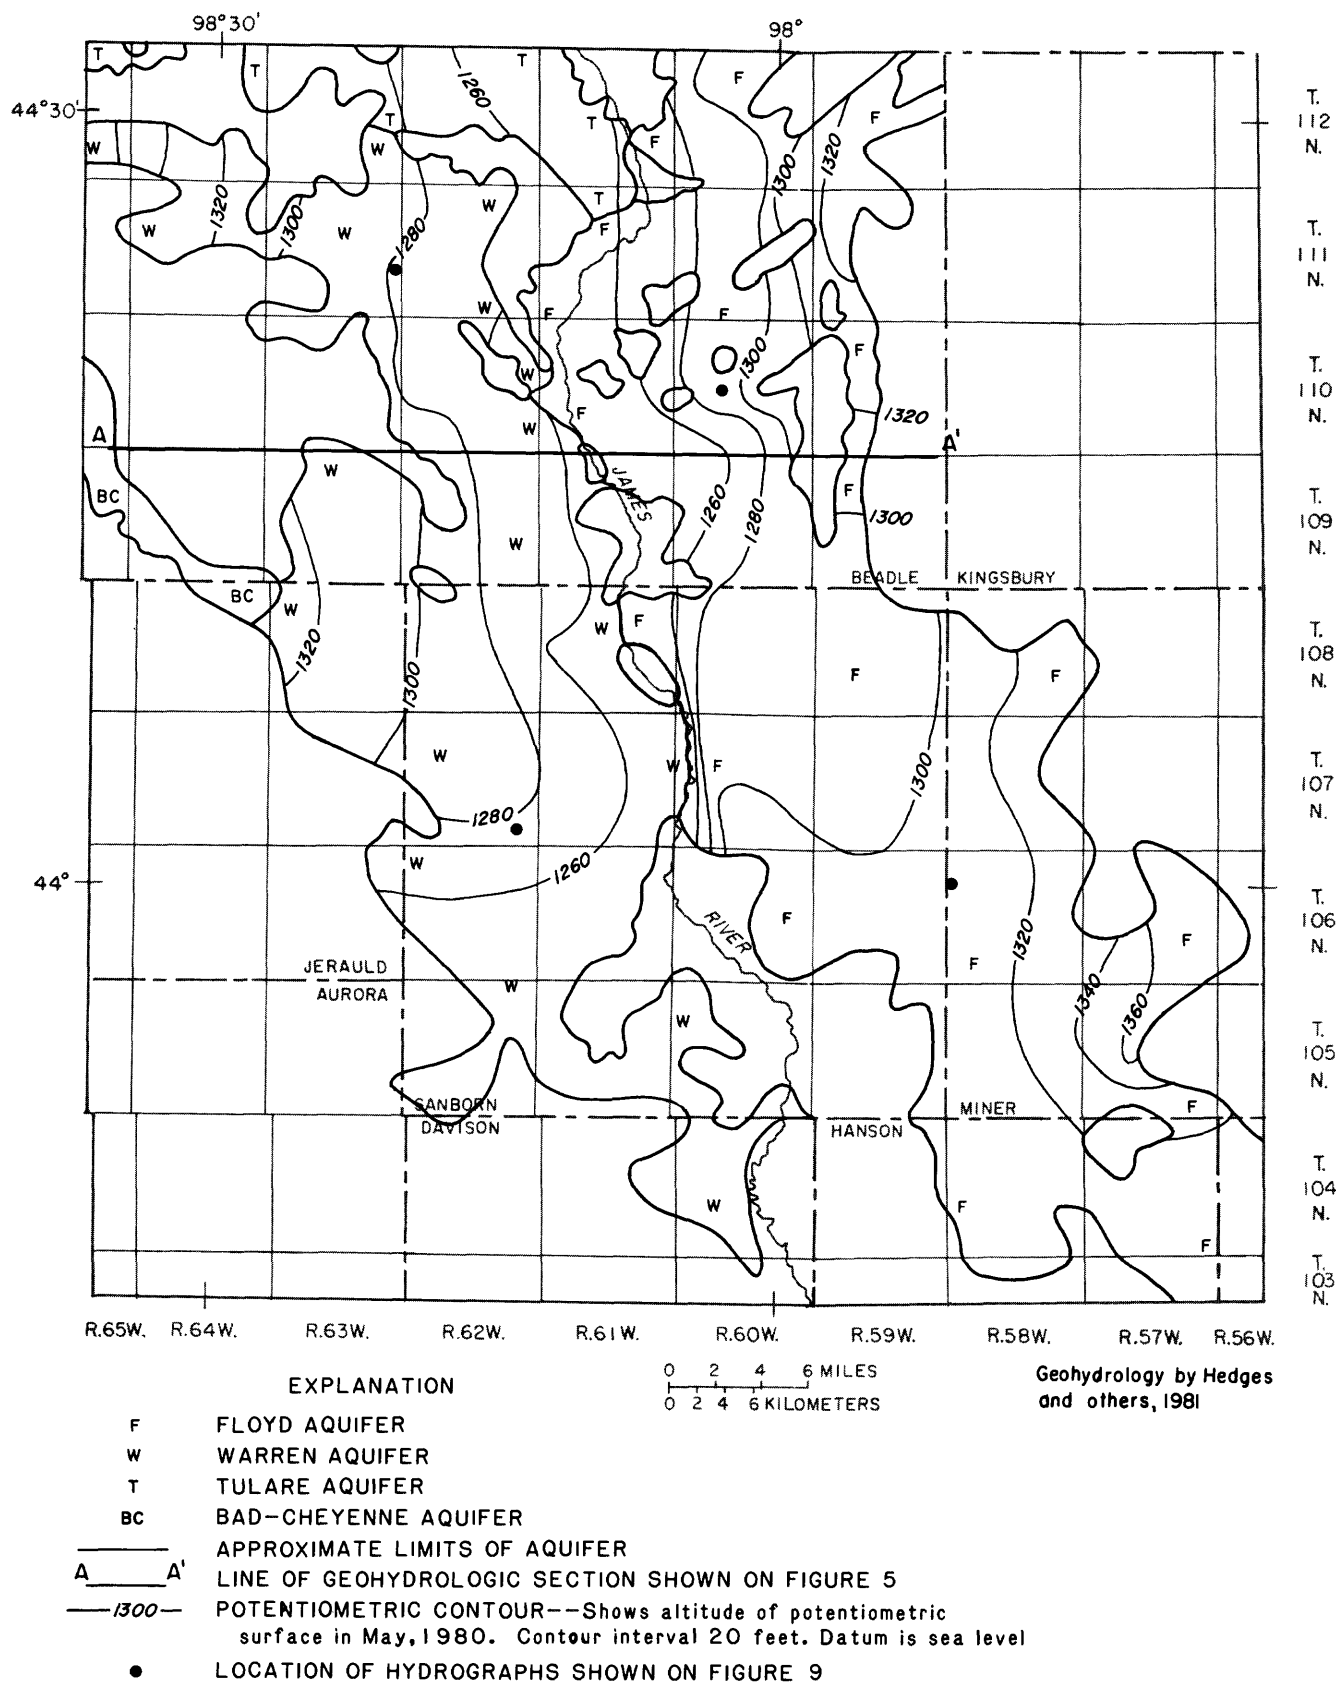 98°30' 98°
T T T F
44°30'
1260
T.
112
N.
T T F F
W W
1300 1320
T
1320 1300 W W F
W 1280
T.
111
N.
W F F
1300 F
T.
110
N.
W
F 1320
W
A A'
W
JAMES
BC 1260 1280 F 1300
T.
109
N.
W
BEADLE KINGSBURY
BC W
W F
1320
T.
108
N.
1300 F F
W W F
1300
T.
107
N.
1280
W
1260
44°
RIVER F
1320
F
T.
106
N.
F
JERAULD
AURORA
W
1340 1360
W
T.
105
N.
SANBORN
DAVISON
MINER F
HANSON
W F
T.
104
N.
F
T.
103
N.
R.65W. R.64W. R.63W. R.62W. R.61W. R.60W. R.59W. R.58W. R.57W. R.56W.
0 2 4 6 MILES
0 2 4 6 KILOMETERS
Geohydrology by Hedges
and others, 1981
EXPLANATION
F FLOYD AQUIFER
W WARREN AQUIFER
T TULARE AQUIFER
BC BAD-CHEYENNE AQUIFER
APPROXIMATE LIMITS OF AQUIFER
A A' LINE OF GEOHYDROLOGIC SECTION SHOWN ON FIGURE 5
1300 POTENTIOMETRIC CONTOUR--Shows altitude of potentiometric
surface in May, 1980. Contour interval 20 feet. Datum is sea level
LOCATION OF HYDROGRAPHS SHOWN ON FIGURE 9